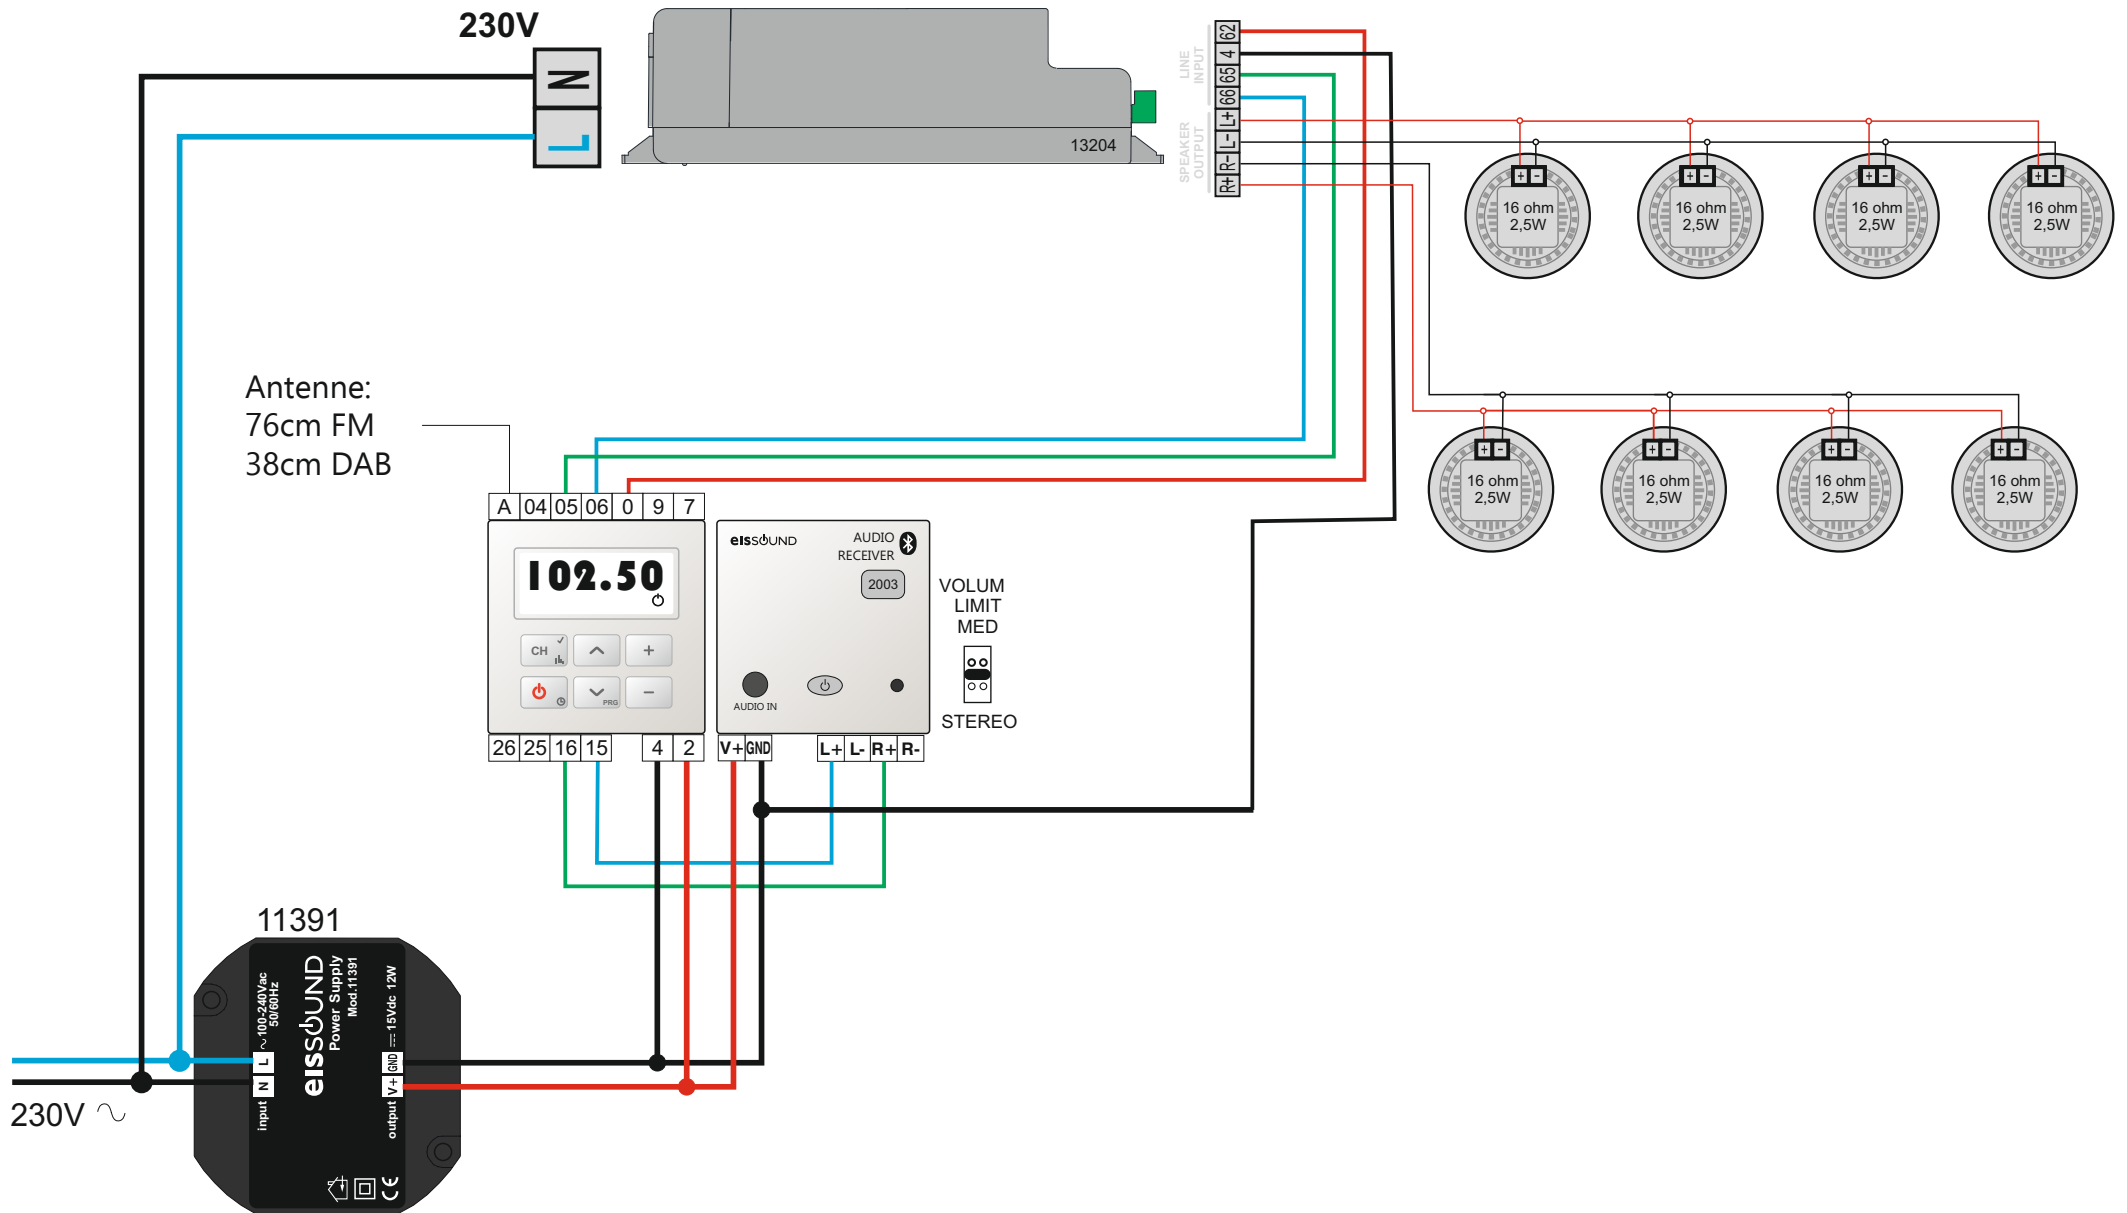 230V
N
L
13204
LINE
INPUT
SPEAKER
OUTPUT
62
4
65
66
L+
L-
R-
R+
+ -
16 ohm
2,5W
+ -
16 ohm
2,5W
+ -
16 ohm
2,5W
+ -
16 ohm
2,5W
+ -
16 ohm
2,5W
+ -
16 ohm
2,5W
+ -
16 ohm
2,5W
+ -
16 ohm
2,5W
Antenne:
76cm FM
38cm DAB
A 04 05 06 0 9 7
102.50
CH
+
PRG
−
26 25 16 15 4 2
eissound
AUDIO
RECEIVER
2003
AUDIO IN
V+ GND L+ L- R+ R-
VOLUM
LIMIT
MED
STEREO
11391
input N L ~100-240Vac
50/60Hz
eissound
Power Supply
Mod.11391
output V+ GND 15Vdc 12W
CE
230V ~